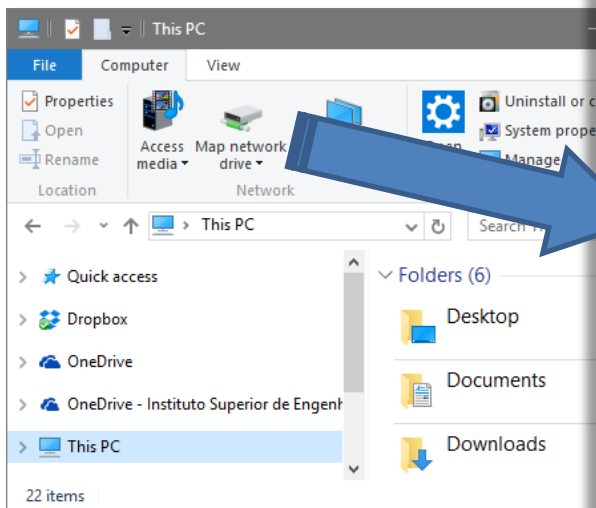 This PC
File Computer View
Properties
Open
Rename
Location
Access
media
Map network
drive
Network
Uninstall or
System
Manage
This PC
Search
Quick access
Dropbox
OneDrive
OneDrive - Instituto Superior de
This PC
22 items
Folders (6)
Desktop
Documents
Downloads